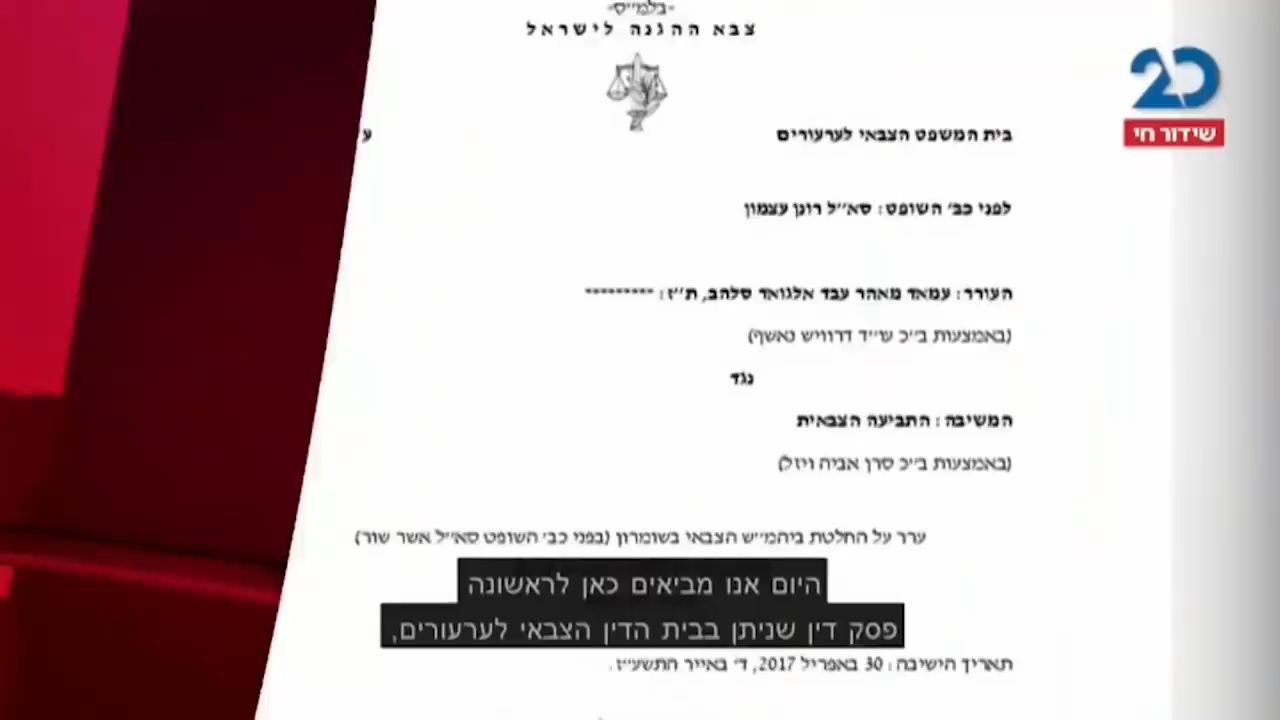 -בלמ״ס-
צבא ההגנה לישראל
20
שידור חי
בית המשפט הצבאי לערעורים
ע
לפני כב׳ השופט: סא״ל רונן עצמון
העורר: עמאד מאהר עבד אלגואד סלהב, ת״ז: *********
(באמצעות ב״כ עו״ד דרוויש נאשף)
נגד
המשיבה: התביעה הצבאית
(באמצעות ב״כ סרן אביה ויזל)
ערר על החלטת ביהמ״ש הצבאי בשומרון (בפני כב׳ השופט סא״ל אשר שור)
היום אנו מביאים כאן לראשונה
פסק דין שניתן בבית הדין הצבאי לערעורים,
תאריך הישיבה: 30 באפריל 2017, ד׳ באייר התשע״ז.